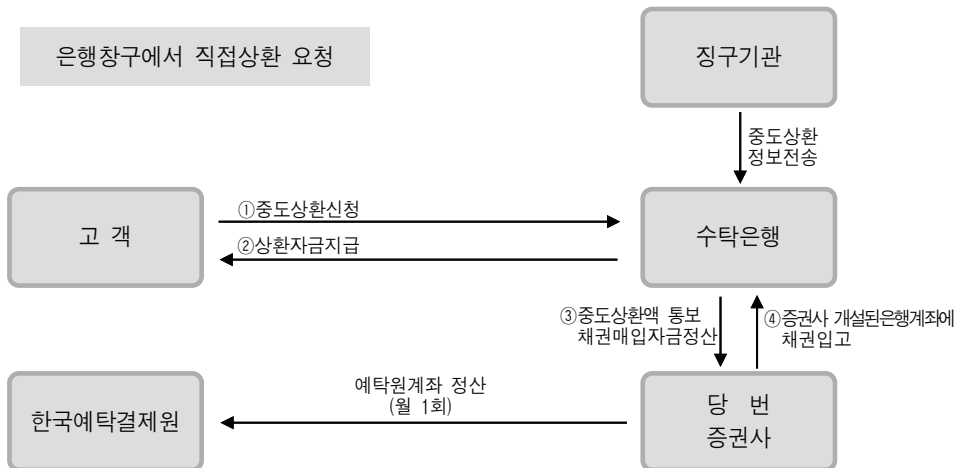 은행창구에서 직접상환 요청
징구기관
중도상환
정보전송
①중도상환신청
고 객
②상환자금지급
수탁은행
③중도상환액 통보
채권매입자금정산
④증권사 개설된은행계좌에
채권입고
예탁원계좌 정산
(월 1회)
한국예탁결제원
당 번
증권사